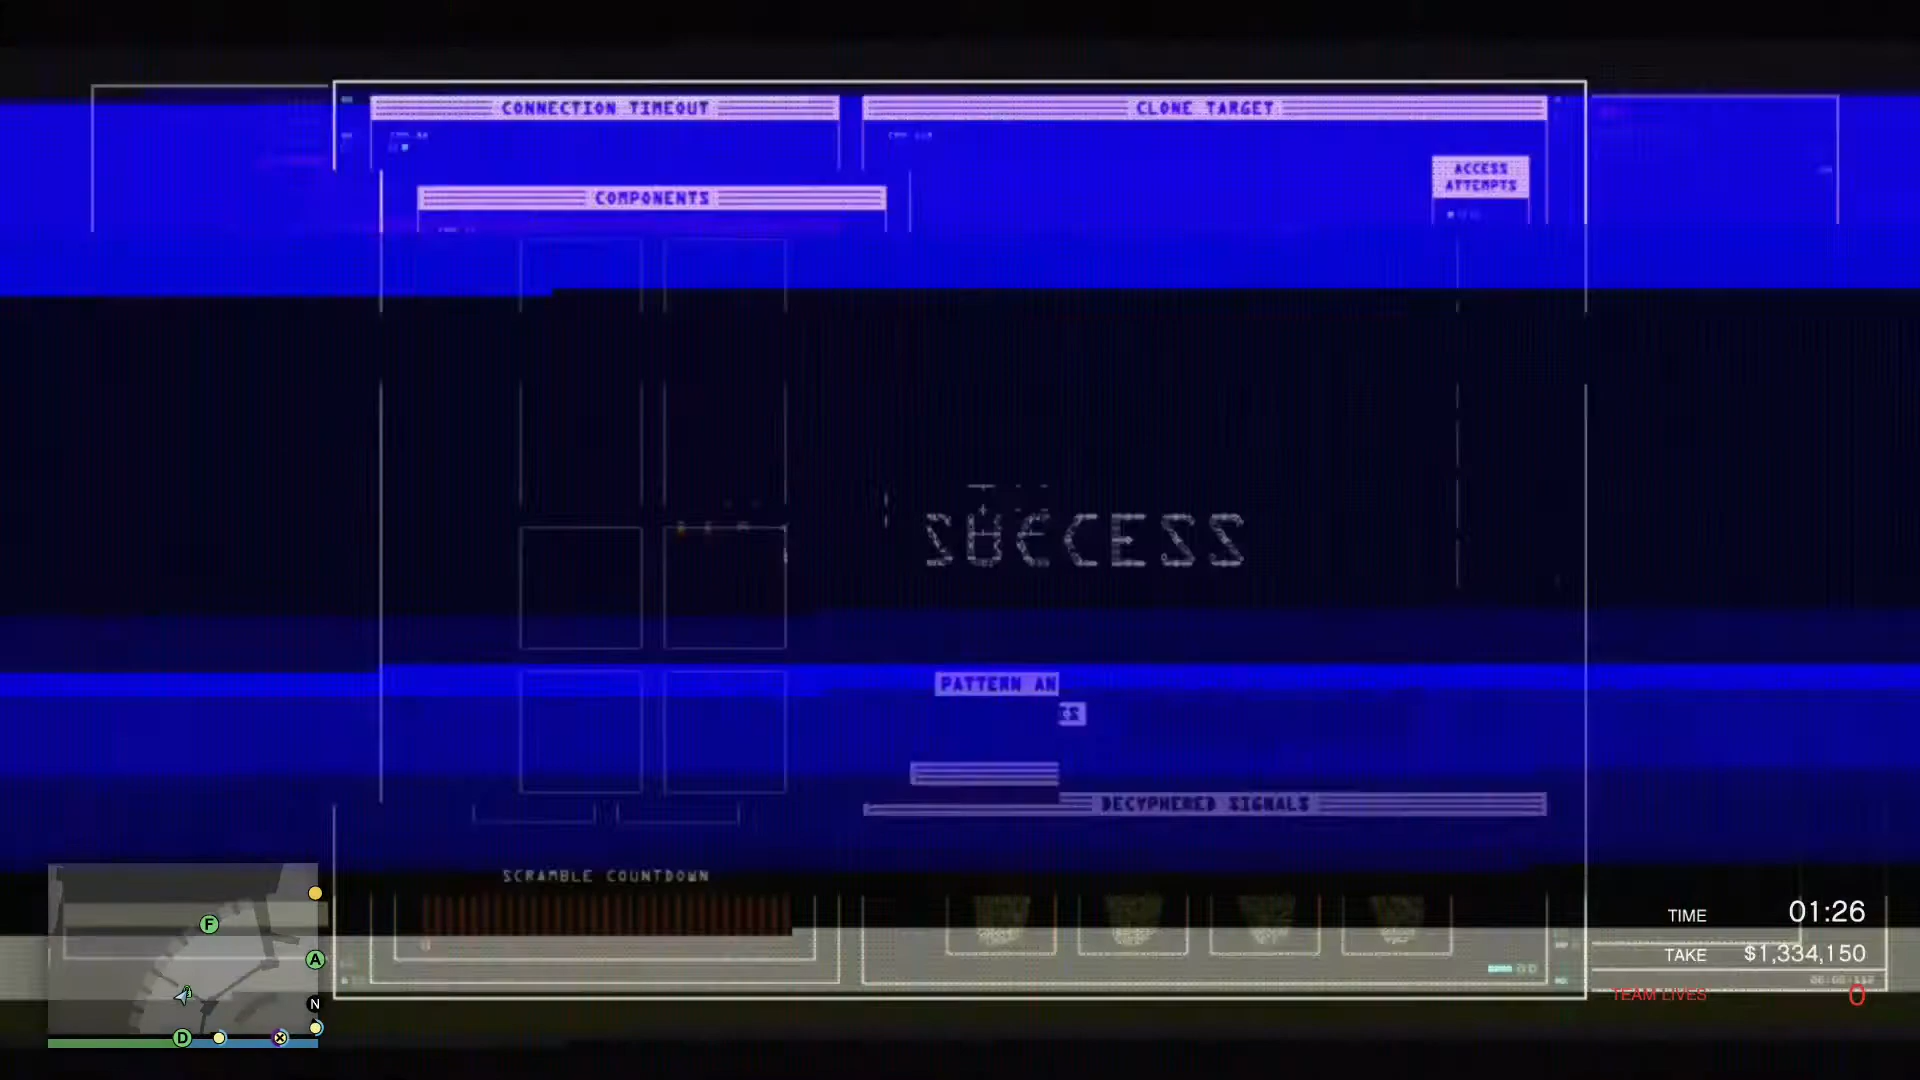 CONNECTION TIMEOUT
CLONE TARGET
ACCESS
ATTEMPTS
COMPONENTS
SUCCESS
PATTERN AN
DECYPHERED SIGNALS
SCRAMBLE COUNTDOWN
TIME 01:26
TAKE $1,334,150
TEAM LIVES 0
F
A
N
D